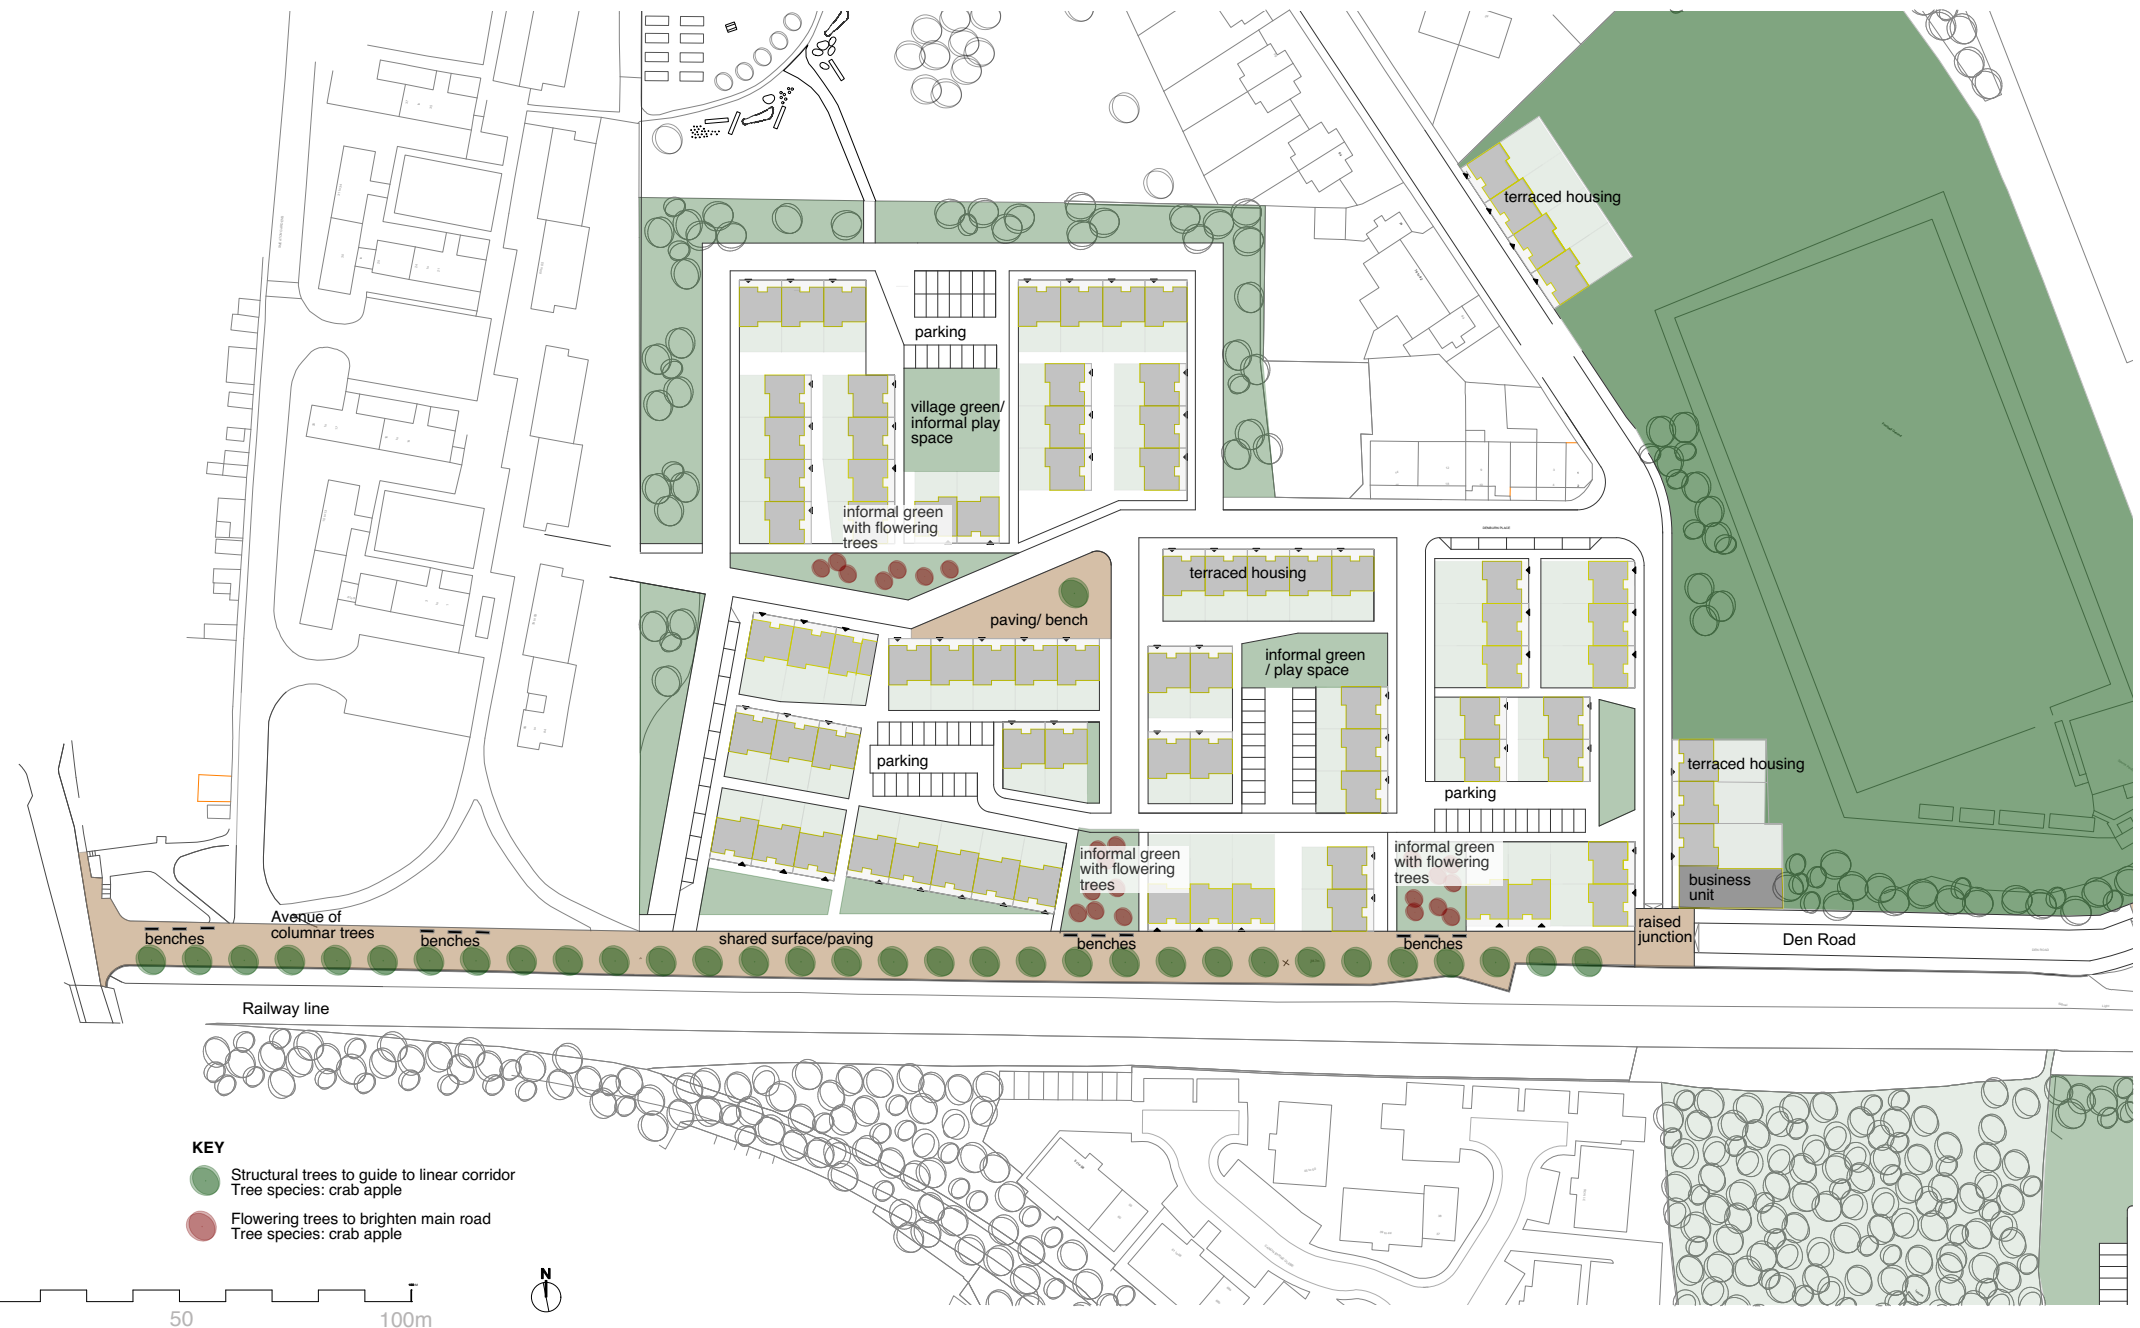 terraced housing
parking
village green/
informal play
space
informal green
with flowering
trees
DENBURN PLACE
terraced housing
paving/ bench
informal green
/ play space
parking
terraced housing
parking
informal green
with flowering
trees
informal green
with flowering
trees
business
unit
Avenue of
columnar trees
benches
benches
shared surface/paving
benches
benches
raised
junction
Den Road
Railway line
KEY
Structural trees to guide to linear corridor
Tree species: crab apple
Flowering trees to brighten main road
Tree species: crab apple
N
50
100m